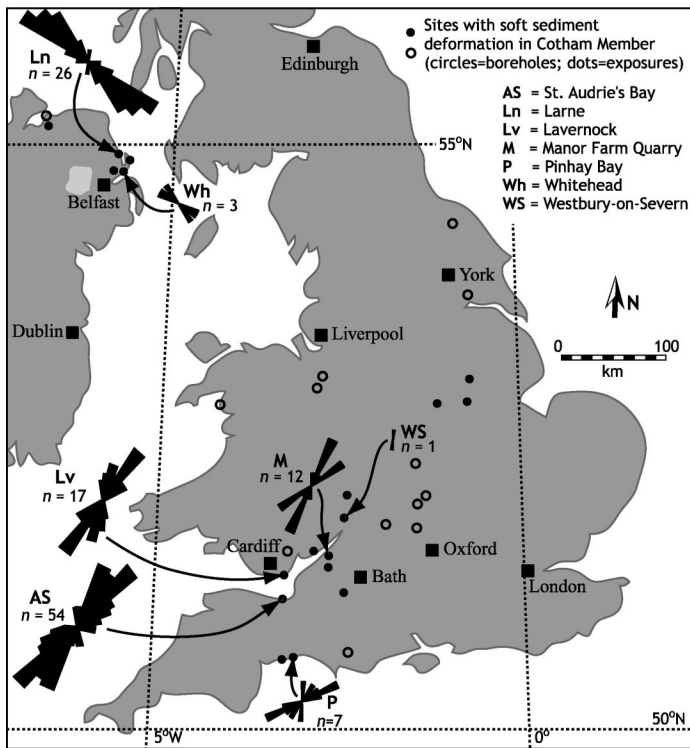 Ln
n = 26
Edinburgh
Sites with soft sediment
deformation in Cotham Member
(circles=boreholes; dots=exposures)
AS = St. Audrie's Bay
Ln = Larne
Lv = Lavernock
M = Manor Farm Quarry
P = Pinhay Bay
Wh = Whitehead
WS = Westbury-on-Severn
55°N
Belfast
Wh
n = 3
York
N
Dublin
Liverpool
0 100
km
WS
n = 1
M
n = 12
Lv
n = 17
Cardiff
Oxford
Bath
London
AS
n = 54
P
n=7
5°W
0°
50°N